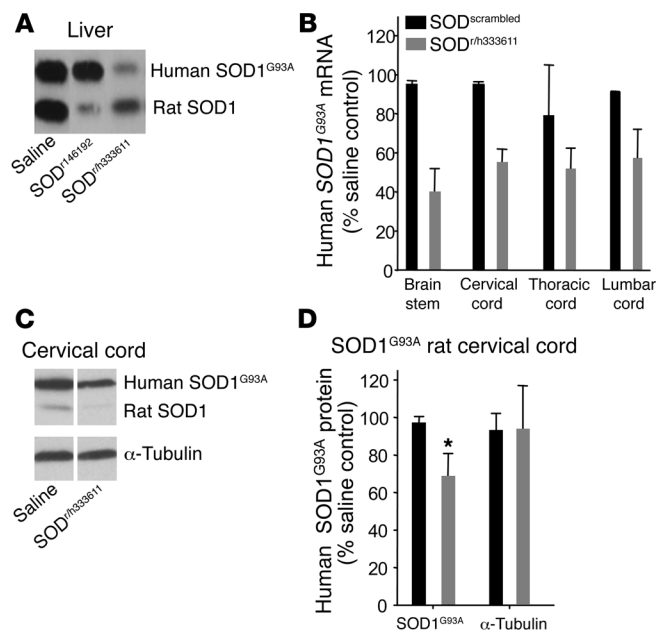 A
Liver
Human SOD1G93A
Rat SOD1
Saline
SODr146192
SODr/h333611
B
SODscrambled
SODr/h333611
Human SOD1G93A mRNA
(% saline control)
120
100
80
60
40
20
0
Brain
stem
Cervical
cord
Thoracic
cord
Lumbar
cord
C
Cervical cord
Human SOD1G93A
Rat SOD1
α-Tubulin
Saline
SODr/h333611
D
SOD1G93A rat cervical cord
Human SOD1G93A protein
(% saline control)
120
100
80
60
40
20
0
*
SOD1G93A
α-Tubulin